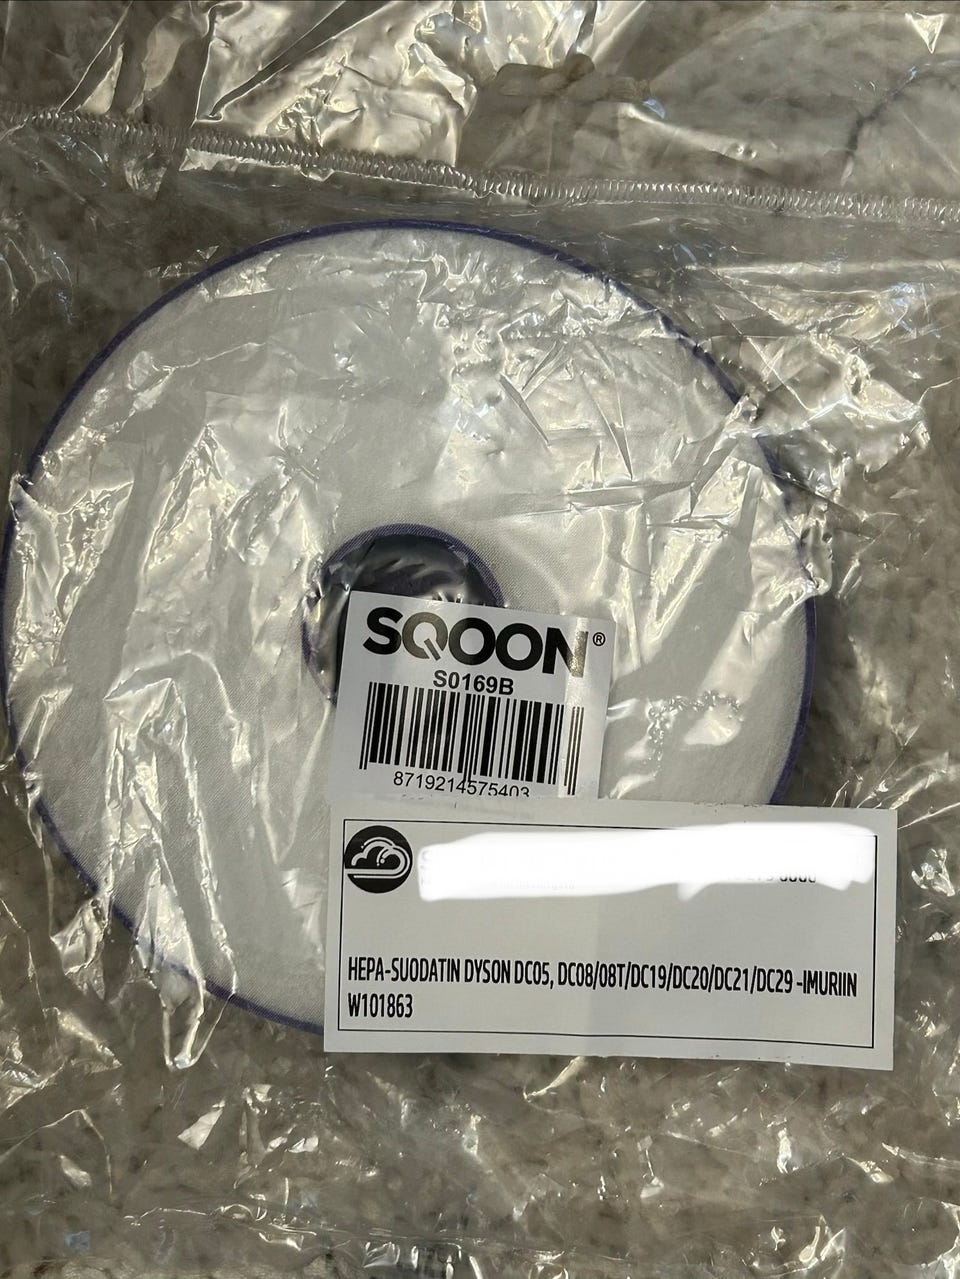 SQOON®
S0169B
8719214575403
HEPA-SUODATIN DYSON DC05, DC08/08T/DC19/DC20/DC21/DC29 -IMURIIN
W101863